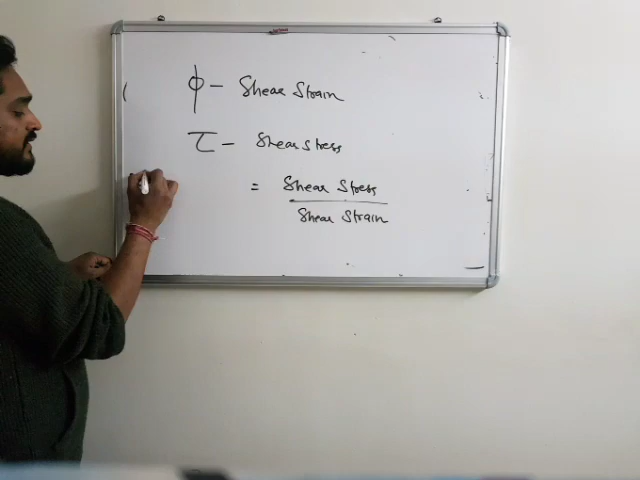 ϕ - Shear Strain
τ - Shear stress
= Shear Stress
Shear Strain